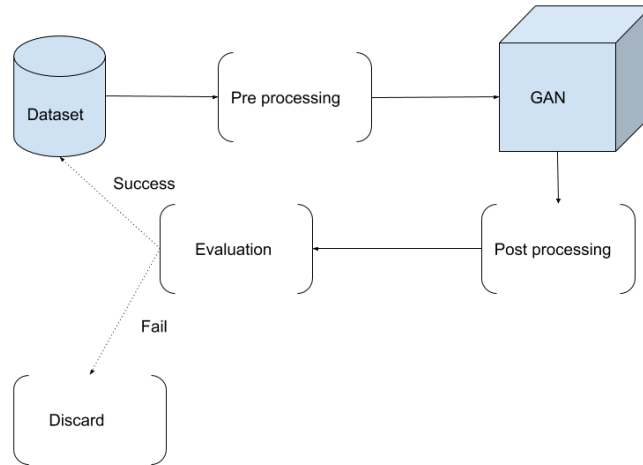 Dataset
Pre processing
GAN
Success
Evaluation
Post processing
Fail
Discard